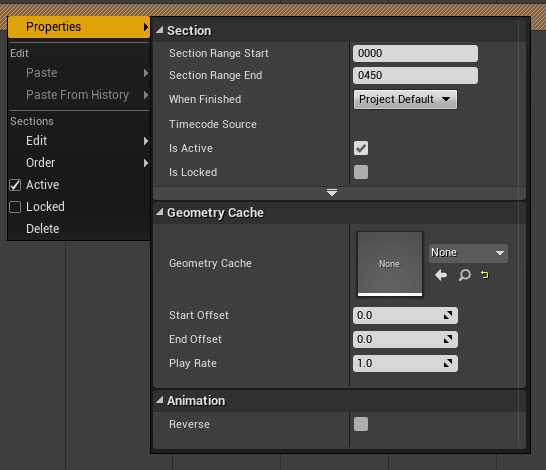 Properties
Edit
Paste
Paste From History
Sections
Edit
Order
Active
Locked
Delete
Section
Section Range Start 0000
Section Range End 0450
When Finished Project Default
Timecode Source
Is Active
Is Locked
Geometry Cache
Geometry Cache None None
Start Offset 0.0
End Offset 0.0
Play Rate 1.0
Animation
Reverse